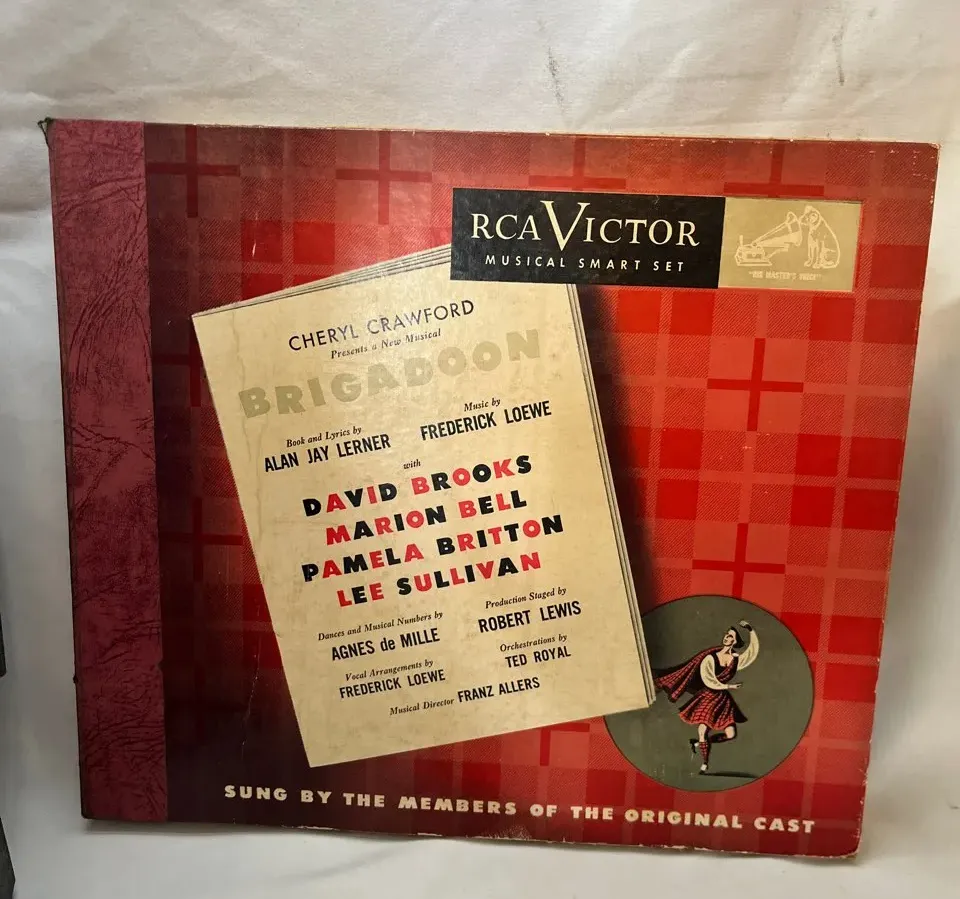 RCA VICTOR
MUSICAL SMART SET
"HIS MASTER'S VOICE"
CHERYL CRAWFORD
Presents a New Musical
BRIGADOON
Book and Lyrics by
ALAN JAY LERNER
Music by
FREDERICK LOEWE
with
DAVID BROOKS
MARION BELL
PAMELA BRITTON
LEE SULLIVAN
Dances and Musical Numbers by
AGNES de MILLE
Production Staged by
ROBERT LEWIS
Vocal Arrangements by
FREDERICK LOEWE
Orchestrations by
TED ROYAL
Musical Director FRANZ ALLERS
SUNG BY THE MEMBERS OF THE ORIGINAL CAST